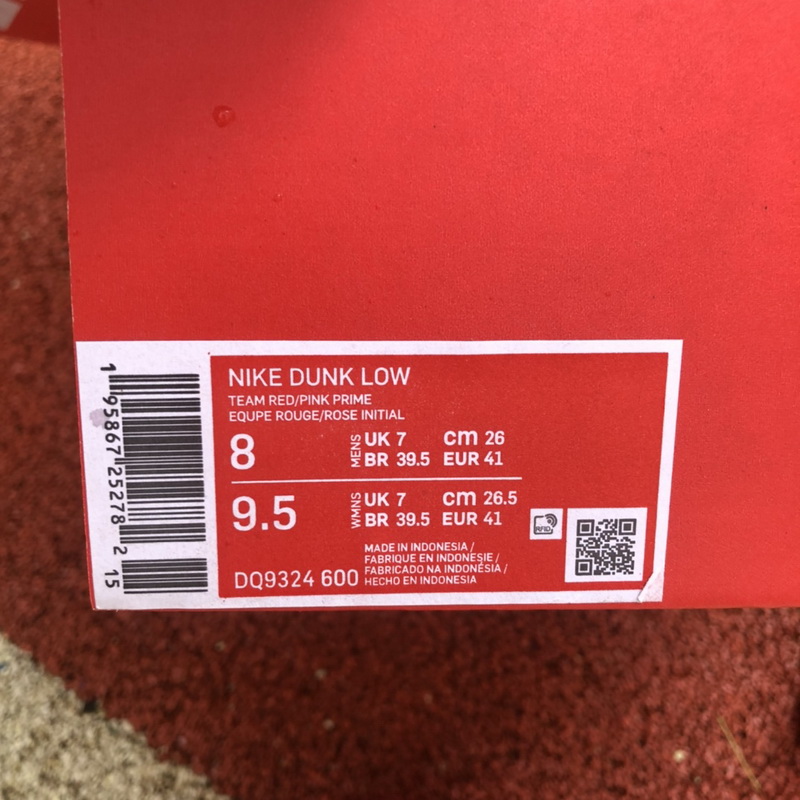 NIKE DUNK LOW
TEAM RED/PINK PRIME
EQUPE ROUGE/ROSE INITIAL
8 MENS UK 7 cm 26
BR 39.5 EUR 41
9.5 WMNS UK 7 cm 26.5
BR 39.5 EUR 41
DQ9324 600
MADE IN INDONESIA /
FABRIQUE EN INDONESIE /
FABRICADO NA INDONÉSIA /
HECHO EN INDONESIA
RFID
1 95867 25278 2 15